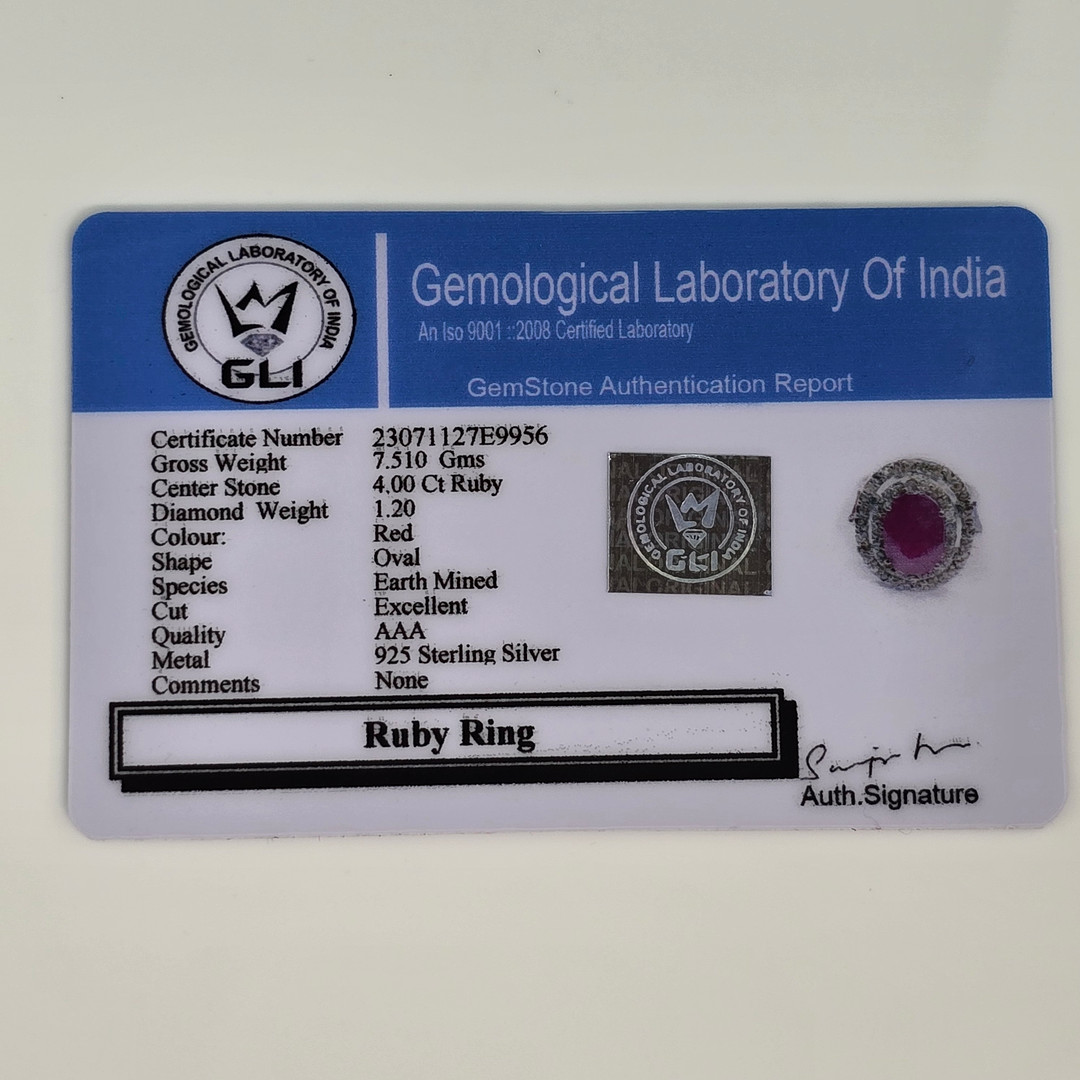 GEMOLOGICAL LABORATORY OF INDIA
GLI
Gemological Laboratory Of India
An Iso 9001 ::2008 Certified Laboratory
GemStone Authentication Report
Certificate Number 23071127E9956
Gross Weight 7.510 Gms
Center Stone 4.00 Ct Ruby
Diamond Weight 1.20
Colour: Red
Shape Oval
Species Earth Mined
Cut Excellent
Quality AAA
Metal 925 Sterling Silver
Comments None
GEMOLOGICAL LABORATORY OF INDIA
GLI
ORIGINAL
Ruby Ring
Auth.Signature